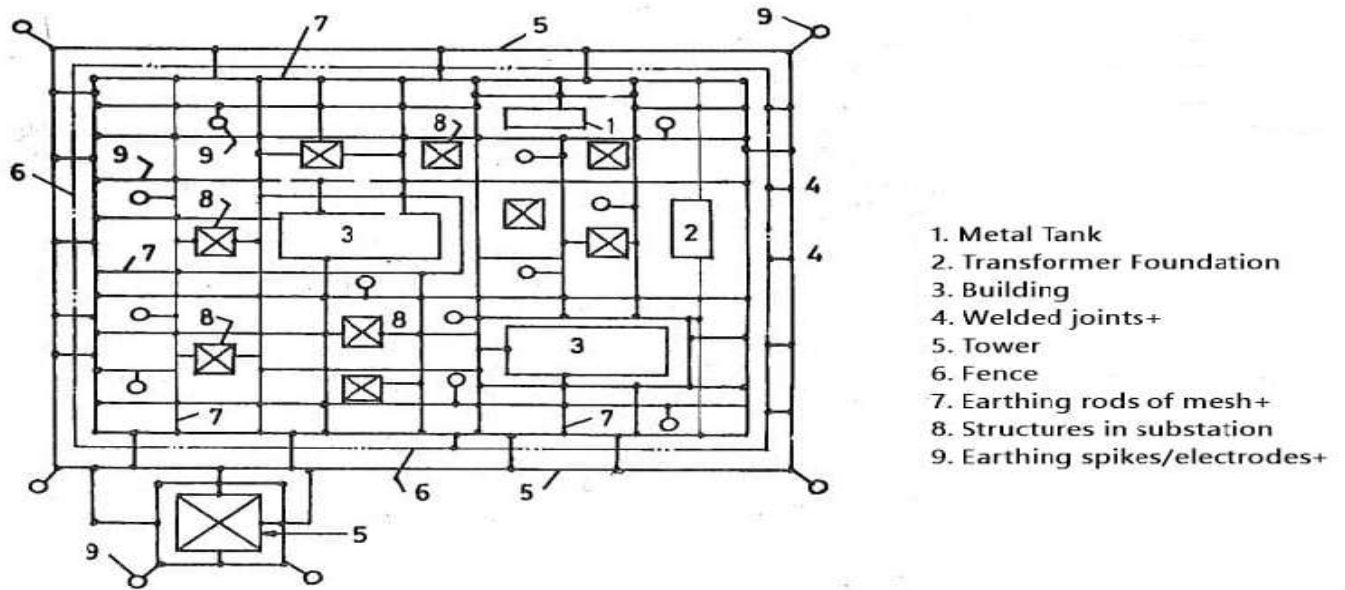 7
5
9
8
1
9
9
6
4
8
3
2
4
7
8
8
3
7
7
6
5
5
9
1. Metal Tank
2. Transformer Foundation
3. Building
4. Welded joints+
5. Tower
6. Fence
7. Earthing rods of mesh+
8. Structures in substation
9. Earthing spikes/electrodes+